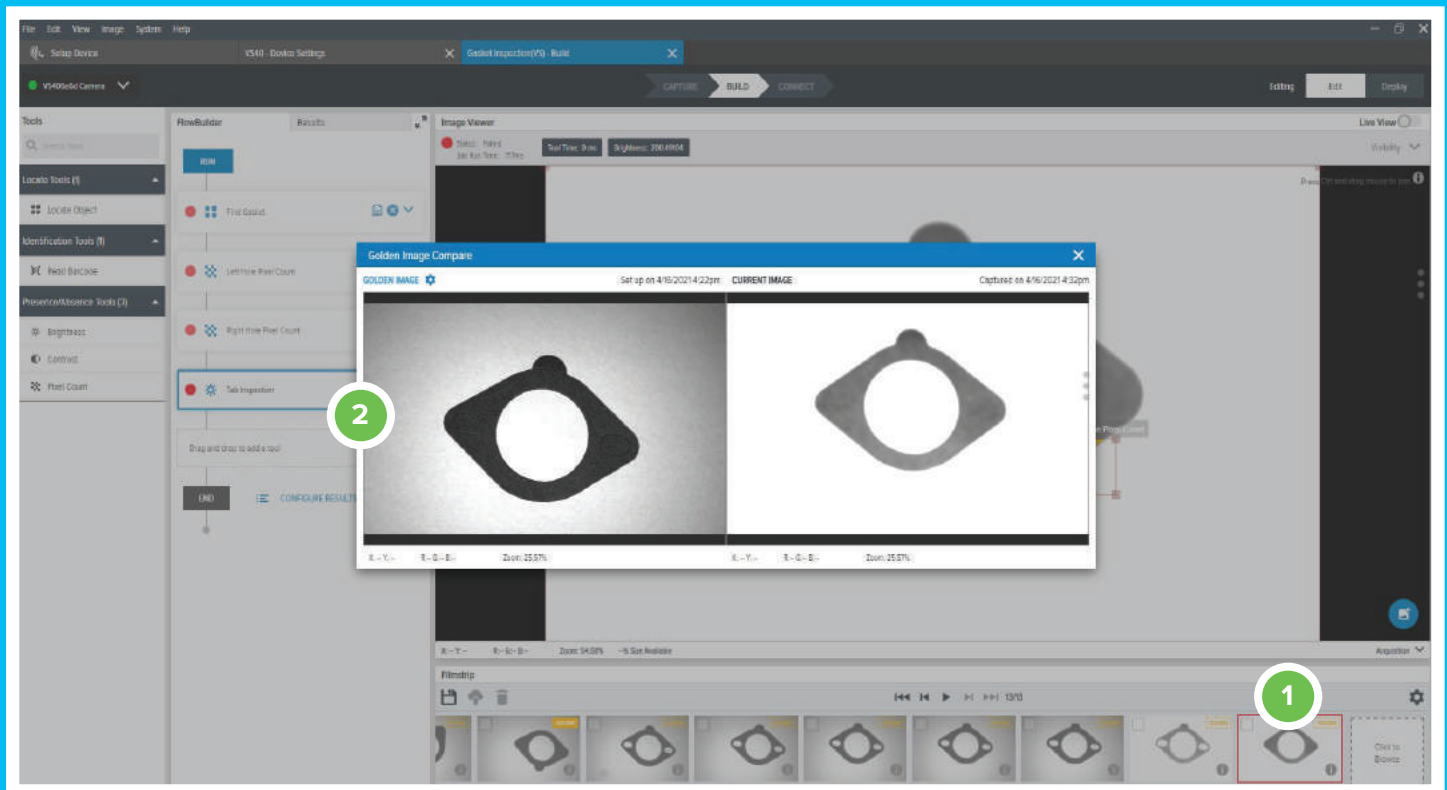 File Edit View Image System Help
Setup Device
VS40 - Device Settings
Gasket Inspection(VS) - Build
CAPTURE
BUILD
CONNECT
Editing
Edit
Deploy
Tools
FlowBuilder
Results
Image Viewer
Live View
RUN
Tool Time: 0 ms
Visibility
Locate Tools (1)
Locate Object
Find Gasket
Identification Tools (1)
Read Barcode
Left Hole Pixel Count
Presence/Absence Tools (3)
Brightness
Right Hole Pixel Count
Contrast
Pixel Count
Tab Inspection
Drag and drop to add a tool
END
CONFIGURE RESULTS
Golden Image Compare
GOLDEN IMAGE
Set up on 4/16/2021 4:22pm
CURRENT IMAGE
Captured on 4/16/2021 4:32pm
2
Pixel Count
X: -- Y: --
R: -- G: -- B: --
Zoom: 25.57%
X: -- Y: --
R: -- G: -- B: --
Zoom: 25.57%
X: -- Y: --
R: -- G: -- B: --
Acquisition
Filmstrip
13/13
1
Click to
Browse